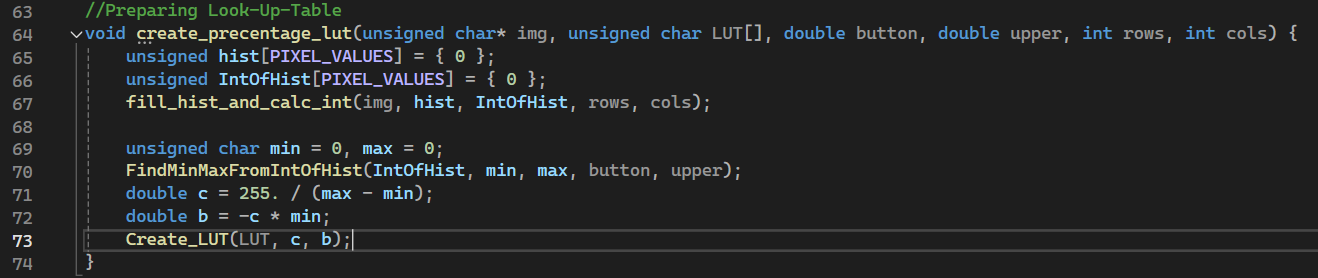 63 //Preparing Look-Up-Table
64 void create_precentage_lut(unsigned char* img, unsigned char LUT[], double button, double upper, int rows, int cols) {
65 unsigned hist[PIXEL_VALUES] = { 0 };
66 unsigned IntOfHist[PIXEL_VALUES] = { 0 };
67 fill_hist_and_calc_int(img, hist, IntOfHist, rows, cols);
68
69 unsigned char min = 0, max = 0;
70 FindMinMaxFromIntOfHist(IntOfHist, min, max, button, upper);
71 double c = 255. / (max - min);
72 double b = -c * min;
73 Create_LUT(LUT, c, b);
74 }